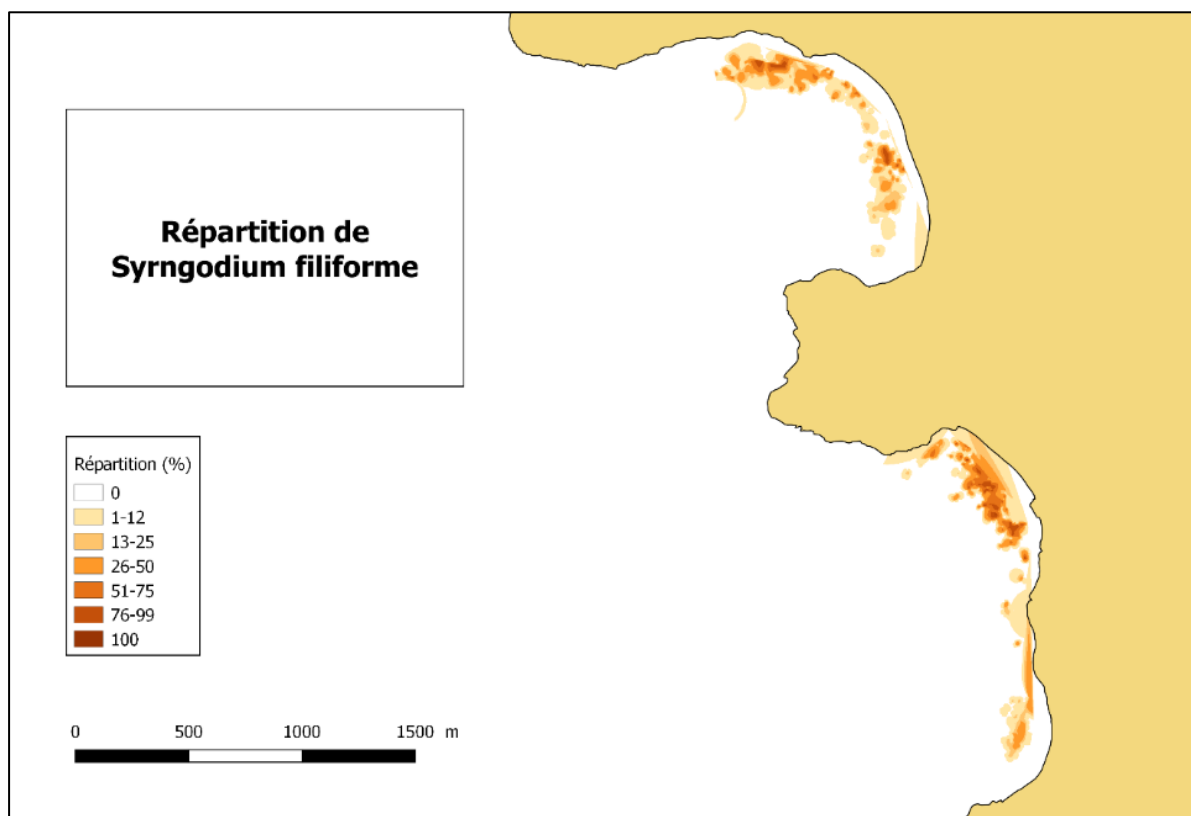 Répartition de
Syrngodium filiforme
Répartition (%)
0
1-12
13-25
26-50
51-75
76-99
100
0 500 1000 1500 m